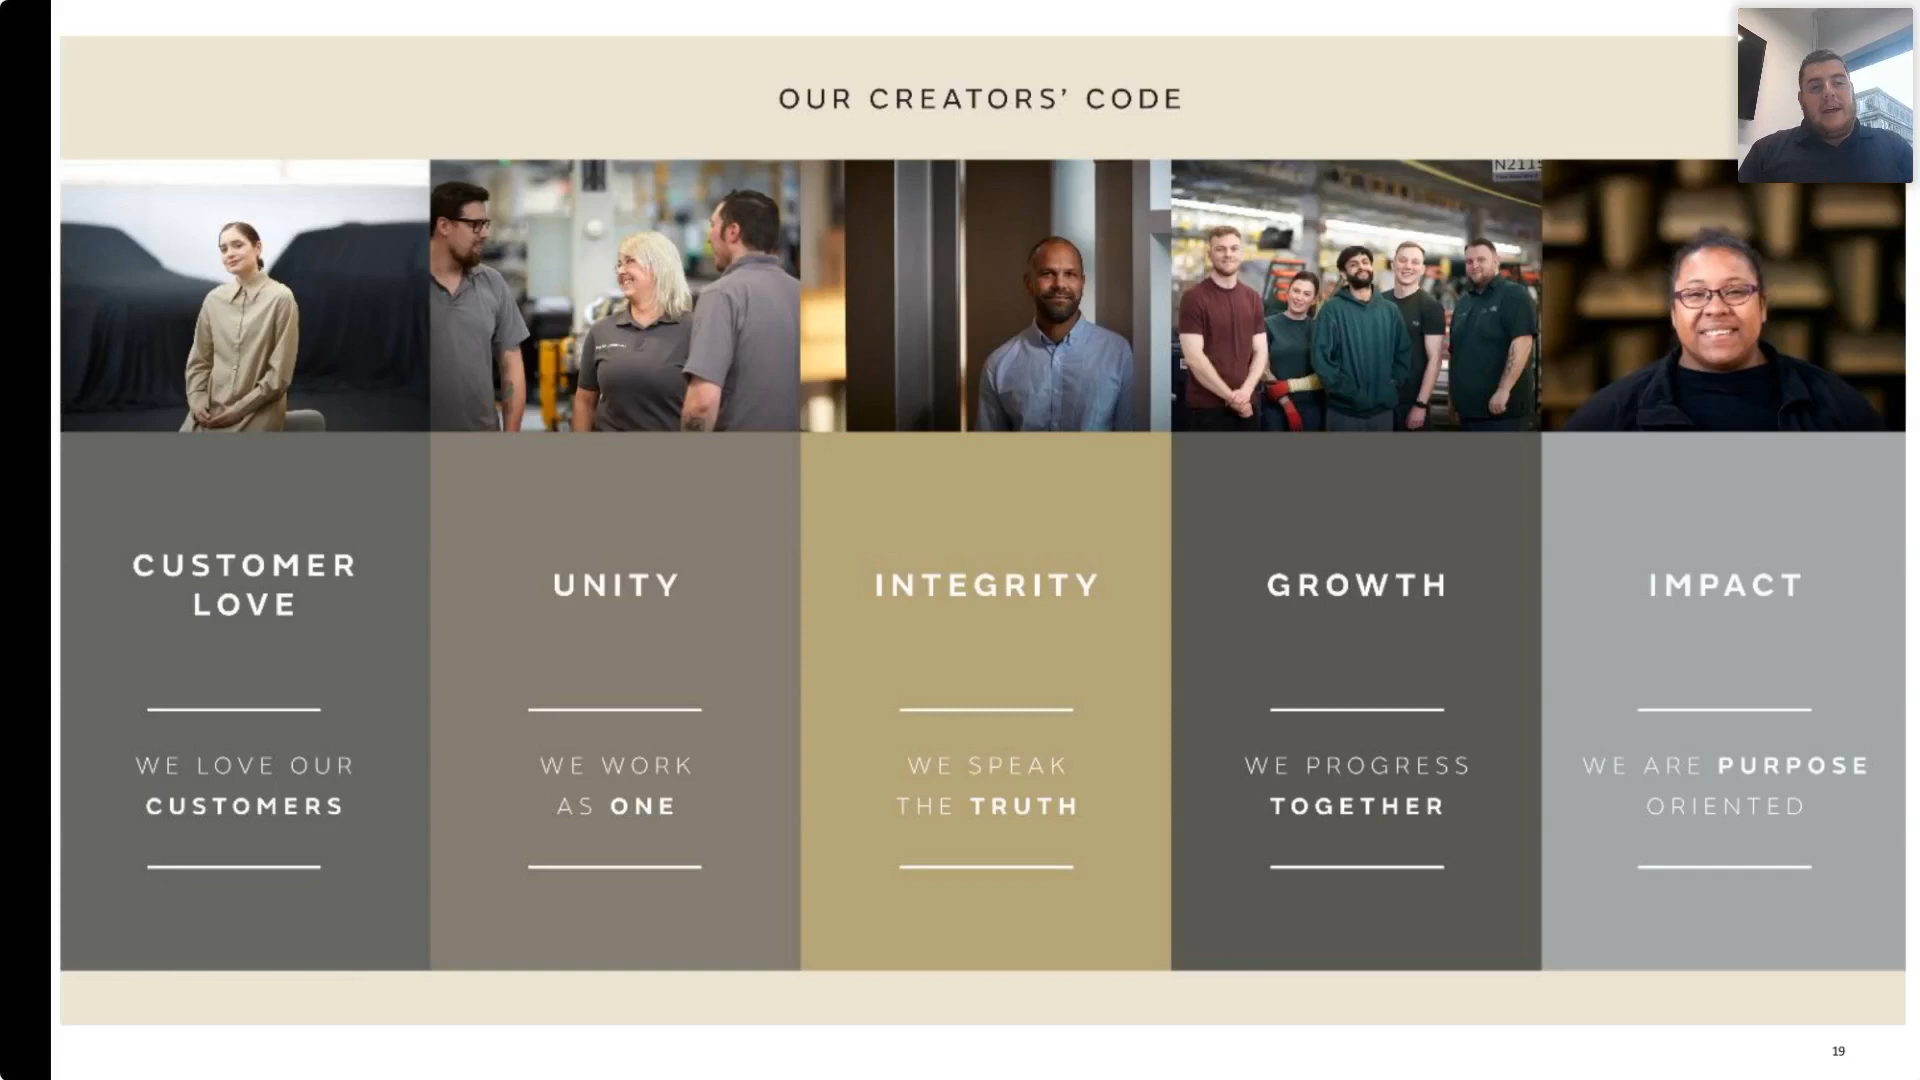 OUR CREATORS’ CODE
CUSTOMER
LOVE
WE LOVE OUR
CUSTOMERS
UNITY
WE WORK
AS ONE
INTEGRITY
WE SPEAK
THE TRUTH
GROWTH
WE PROGRESS
TOGETHER
IMPACT
WE ARE PURPOSE
ORIENTED
19